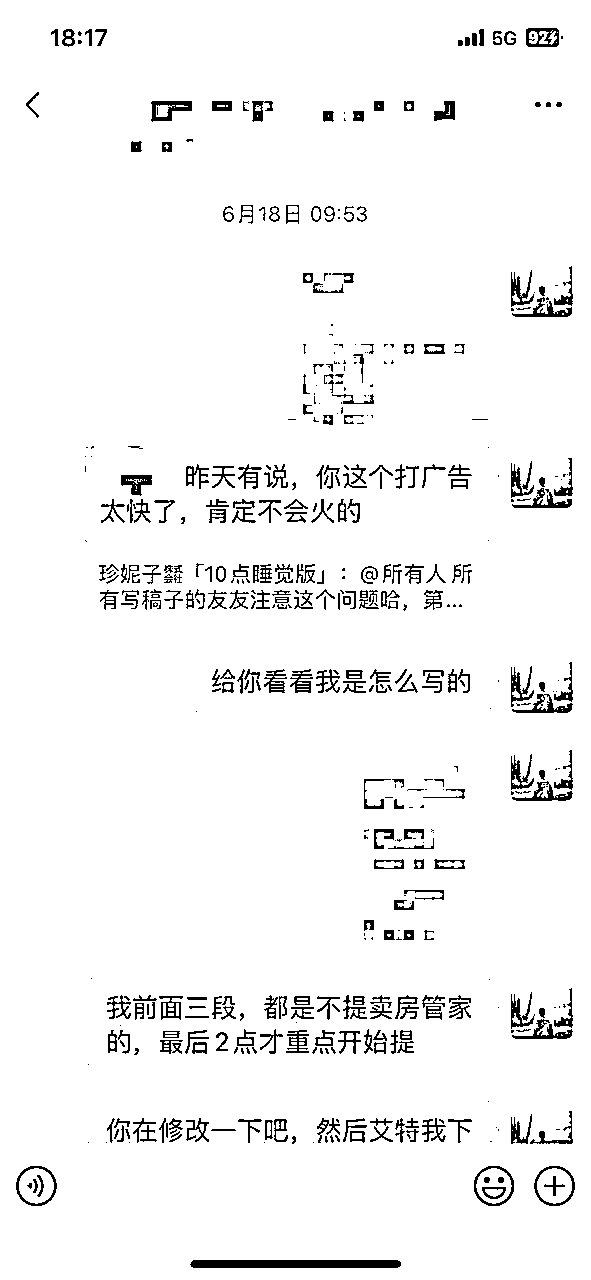 18:17
5G 92
6月18日 09:53
昨天有说，你这个打广告
太快了，肯定不会火的
珍妮子「10点睡觉版」：@所有人 所
有写稿子的友友注意这个问题哈，第...
给你看看我是怎么写的
我前面三段，都是不提卖房管家
的，最后2点才重点开始提
你在修改一下吧，然后艾特我下